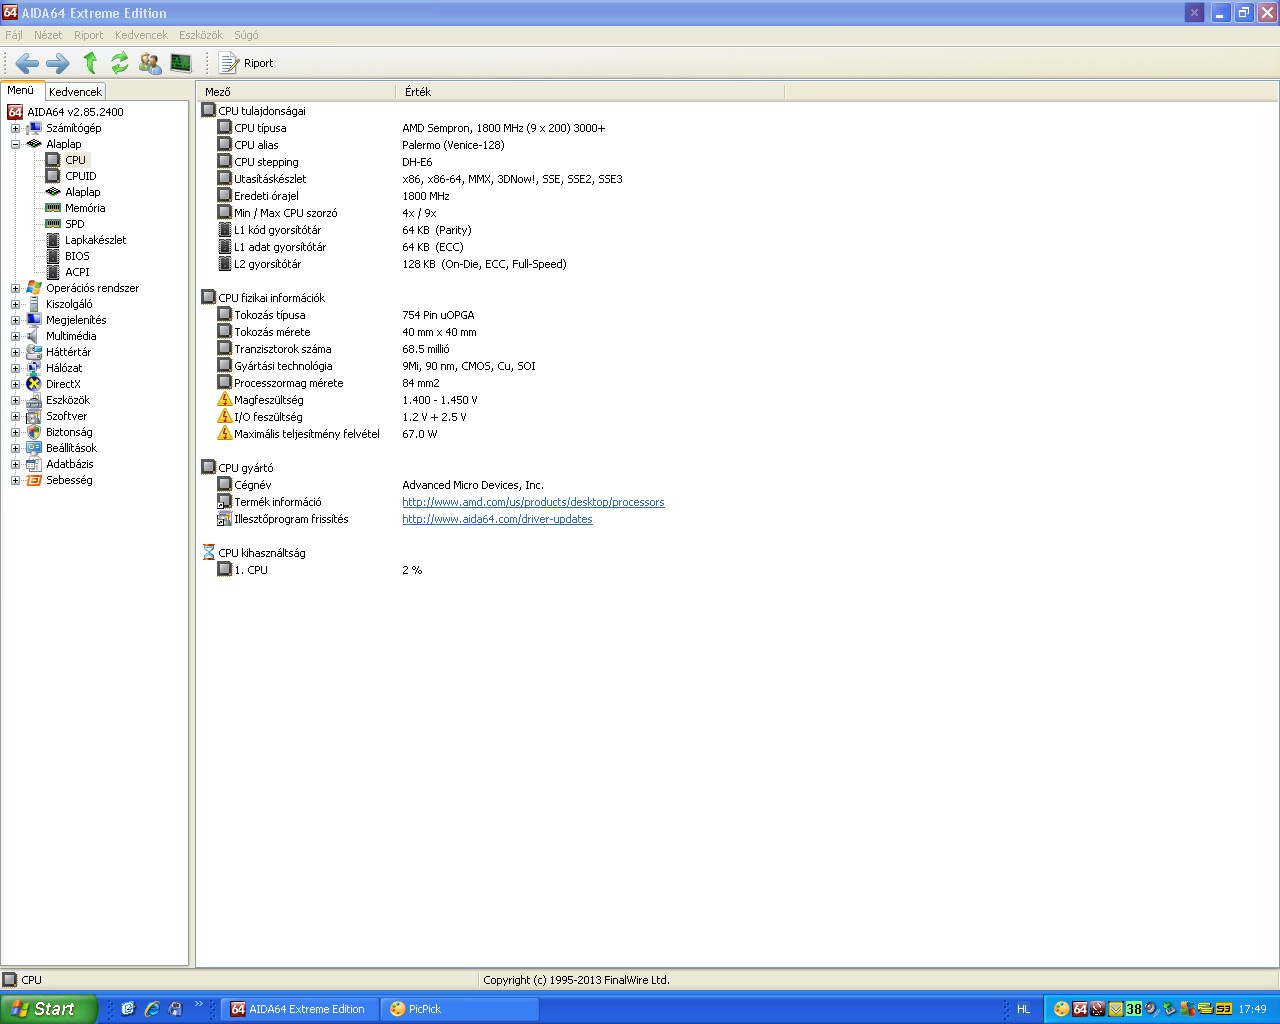 AIDA64 Extreme Edition
Fájl Nézet Riport Kedvencek Eszközök Súgó
Riport
Menü Kedvencek
AIDA64 v2.85.2400
Számítógép
Alaplap
CPU
CPUID
Alaplap
Memória
SPD
Lapkakészlet
BIOS
ACPI
Operációs rendszer
Kiszolgáló
Megjelenítés
Multimédia
Háttértár
Hálózat
DirectX
Eszközök
Szoftver
Biztonság
Beállítások
Adatbázis
Sebesség
Mező Érték
CPU tulajdonságai
CPU típusa AMD Sempron, 1800 MHz (9 x 200) 3000+
CPU alias Palermo (Venice-128)
CPU stepping DH-E6
Utasításkészlet x86, x86-64, MMX, 3DNow!, SSE, SSE2, SSE3
Eredeti órajel 1800 MHz
Min / Max CPU szorzó 4x / 9x
L1 kód gyorsítótár 64 KB (Parity)
L1 adat gyorsítótár 64 KB (ECC)
L2 gyorsítótár 128 KB (On-Die, ECC, Full-Speed)
CPU fizikai információk
Tokozás típusa 754 Pin uOPGA
Tokozás mérete 40 mm x 40 mm
Tranzisztorok száma 68.5 millió
Gyártási technológia 9Mi, 90 nm, CMOS, Cu, SOI
Processzormag mérete 84 mm2
Magfeszültség 1.400 - 1.450 V
I/O feszültség 1.2 V + 2.5 V
Maximális teljesítmény felvétel 67.0 W
CPU gyártó
Cégnév Advanced Micro Devices, Inc.
Termék információ http://www.amd.com/us/products/desktop/processors
Illesztőprogram frissítés http://www.aida64.com/driver-updates
CPU kihasználtság
1. CPU 2 %
CPU Copyright (c) 1995-2013 FinalWire Ltd.
Start AIDA64 Extreme Edition PicPick HL 64 38 53 17:49